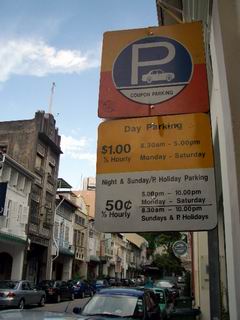 P
COUPON PARKING
Day Parking
$1.00 8.30am - 5.00pm
½ Hourly Monday - Saturday
Night & Sunday/P. Holiday Parking
5.00pm - 10.00pm
50¢ Monday - Saturday
½ Hourly 8.30am - 10.00pm
Sundays & P. Holidays